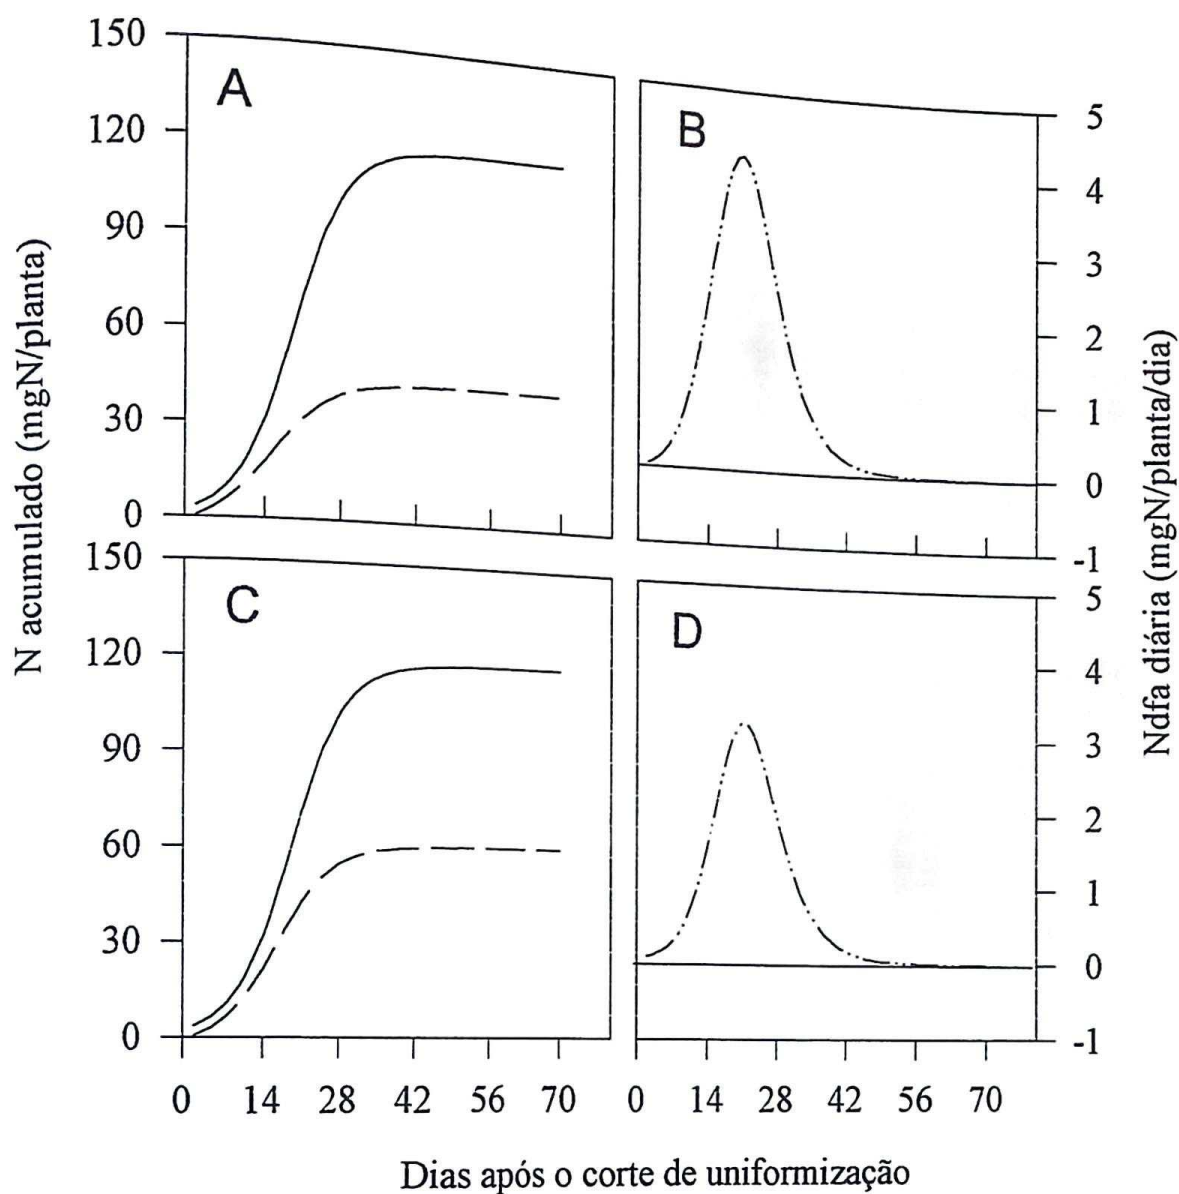 150
120
90
60
30
0
A
B
5
4
3
2
1
0
-1
N acumulado (mgN/planta)
Ndfa diária (mgN/planta/dia)
150
120
90
60
30
0
C
D
5
4
3
2
1
0
-1
0 14 28 42 56 70
0 14 28 42 56 70
Dias após o corte de uniformização